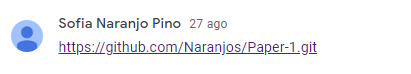 Sofia Naranjo Pino 27 ago
https://github.com/Naranjos/Paper-1.git